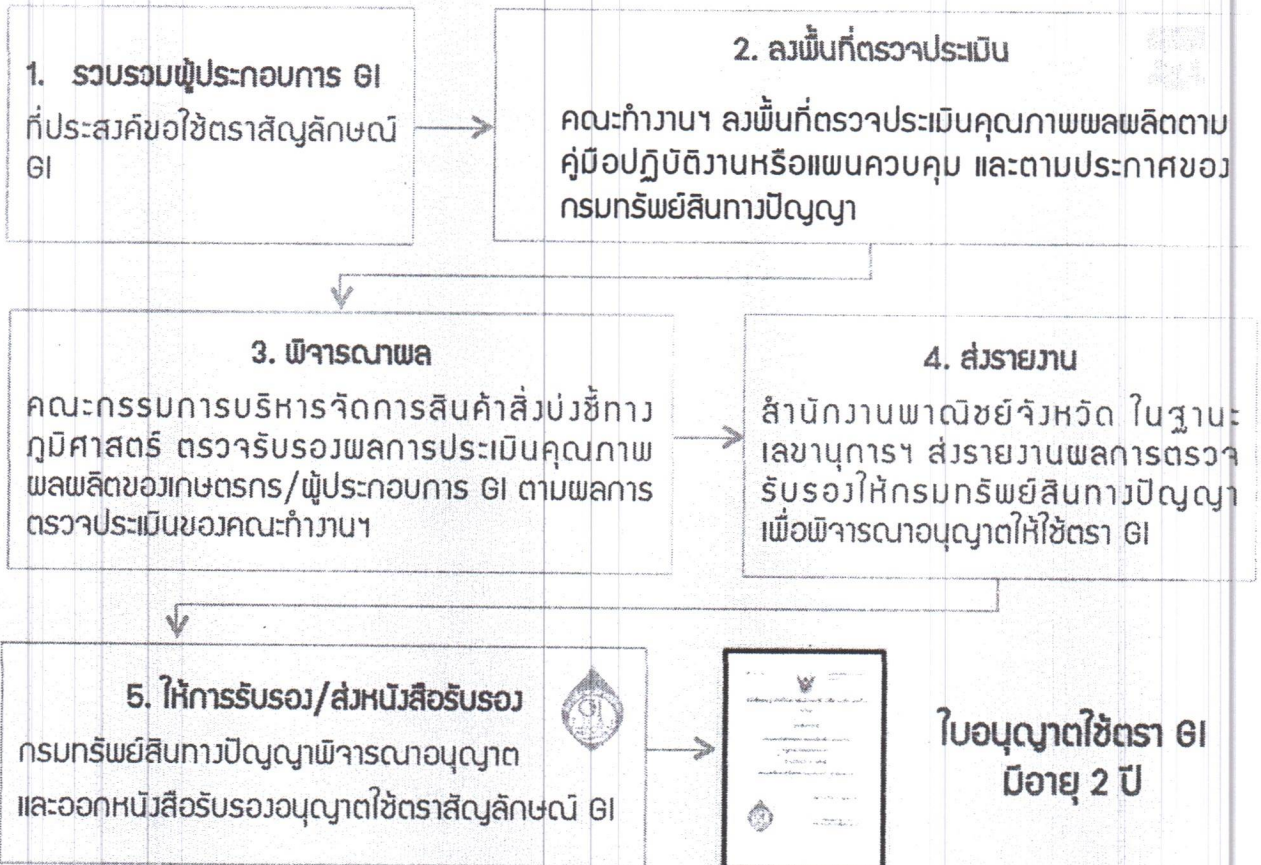 1. รวบรวมผู้ประกอบการ GI
ที่ประสงค์ขอใช้ตราสัญลักษณ์
GI
2. ลงพื้นที่ตรวจประเมิน
คณะทำงานฯ ลงพื้นที่ตรวจประเมินคุณภาพผลผลิตตาม
คู่มือปฏิบัติงานหรือแผนควบคุม และตามประกาศของ
กรมทรัพย์สินทางปัญญา
3. พิจารณาผล
คณะกรรมการบริหารจัดการสินค้าสิ่งบ่งชี้ทาง
ภูมิศาสตร์ ตรวจรับรองผลการประเมินคุณภาพ
ผลผลิตของเกษตรกร/ผู้ประกอบการ GI ตามผลการ
ตรวจประเมินของคณะทำงานฯ
4. ส่งรายงาน
สำนักงานพาณิชย์จังหวัด ในฐานะ
เลขานุการฯ ส่งรายงานผลการตรวจ
รับรองให้กรมทรัพย์สินทางปัญญา
เพื่อพิจารณาอนุญาตให้ใช้ตรา GI
5. ให้การรับรอง/ส่งหนังสือรับรอง
กรมทรัพย์สินทางปัญญาพิจารณาอนุญาต
และออกหนังสือรับรองอนุญาตใช้ตราสัญลักษณ์ GI
ใบอนุญาตใช้ตรา GI
มีอายุ 2 ปี